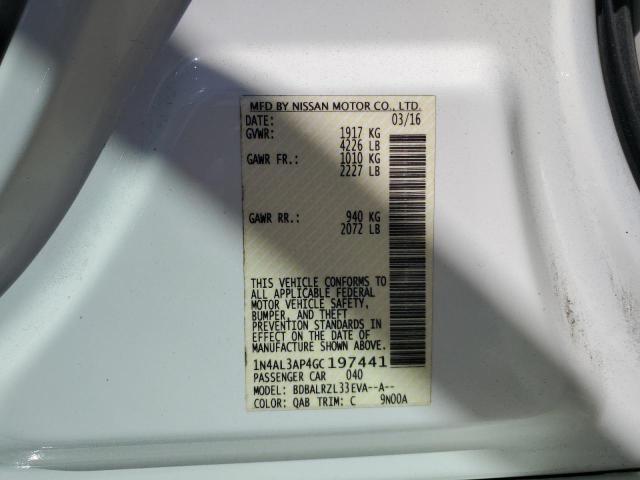 MFD BY NISSAN MOTOR CO., LTD.
DATE: 03/16
GVWR: 1917 KG
4226 LB
GAWR FR.: 1010 KG
2227 LB
GAWR RR.: 940 KG
2072 LB
THIS VEHICLE CONFORMS TO
ALL APPLICABLE FEDERAL
MOTOR VEHICLE SAFETY,
BUMPER, AND THEFT
PREVENTION STANDARDS IN
EFFECT ON THE DATE OF
MANUFACTURE SHOWN ABOVE.
1N4AL3AP4GC197441
PASSENGER CAR 040
MODEL: BDBALRZL33EVA--A--
COLOR: QAB TRIM: C 9N00A